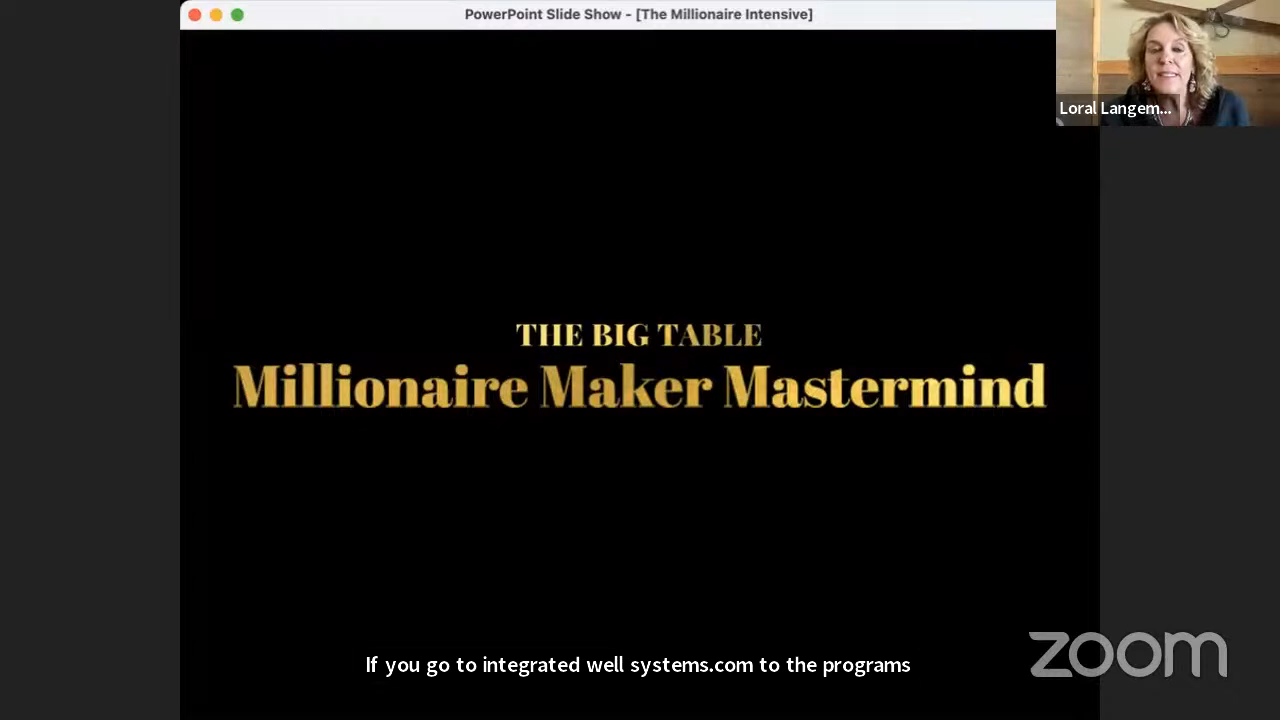 PowerPoint Slide Show - [The Millionaire Intensive]
Loral Langem...
THE BIG TABLE
Millionaire Maker Mastermind
If you go to integrated well systems.com to the programs
zoom